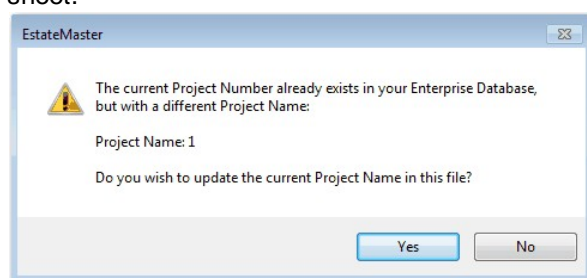 sheet.
EstateMaster
The current Project Number already exists in your Enterprise Database,
but with a different Project Name:
Project Name: 1
Do you wish to update the current Project Name in this file?
Yes No